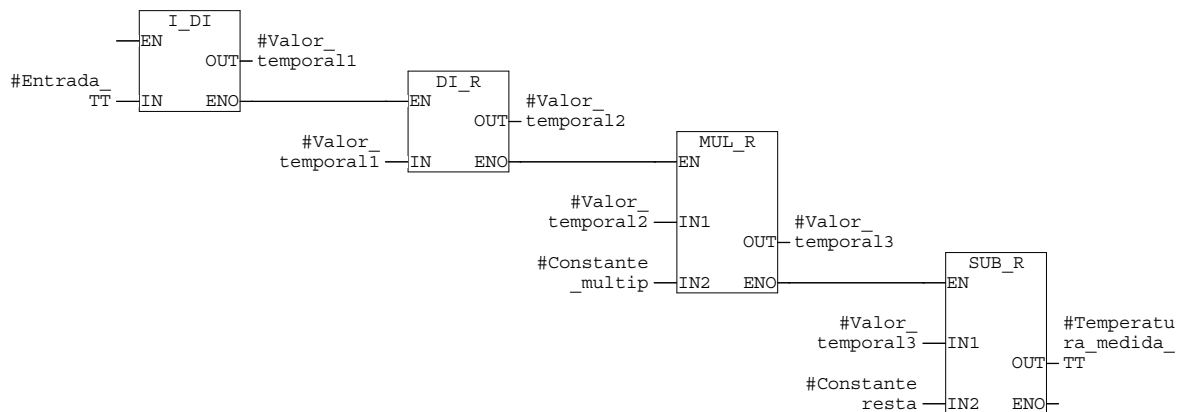 I_DI
EN
#Valor_
OUT temporal1
#Entrada_
TT IN ENO
DI_R
EN
#Valor_
OUT temporal2
#Valor_
temporal1 IN ENO
MUL_R
EN
#Valor_
temporal2 IN1
#Valor_
OUT temporal3
#Constante
_multip IN2 ENO
SUB_R
EN
#Valor_
temporal3 IN1
#Temperatu
ra_medida_
OUT TT
#Constante
resta IN2 ENO